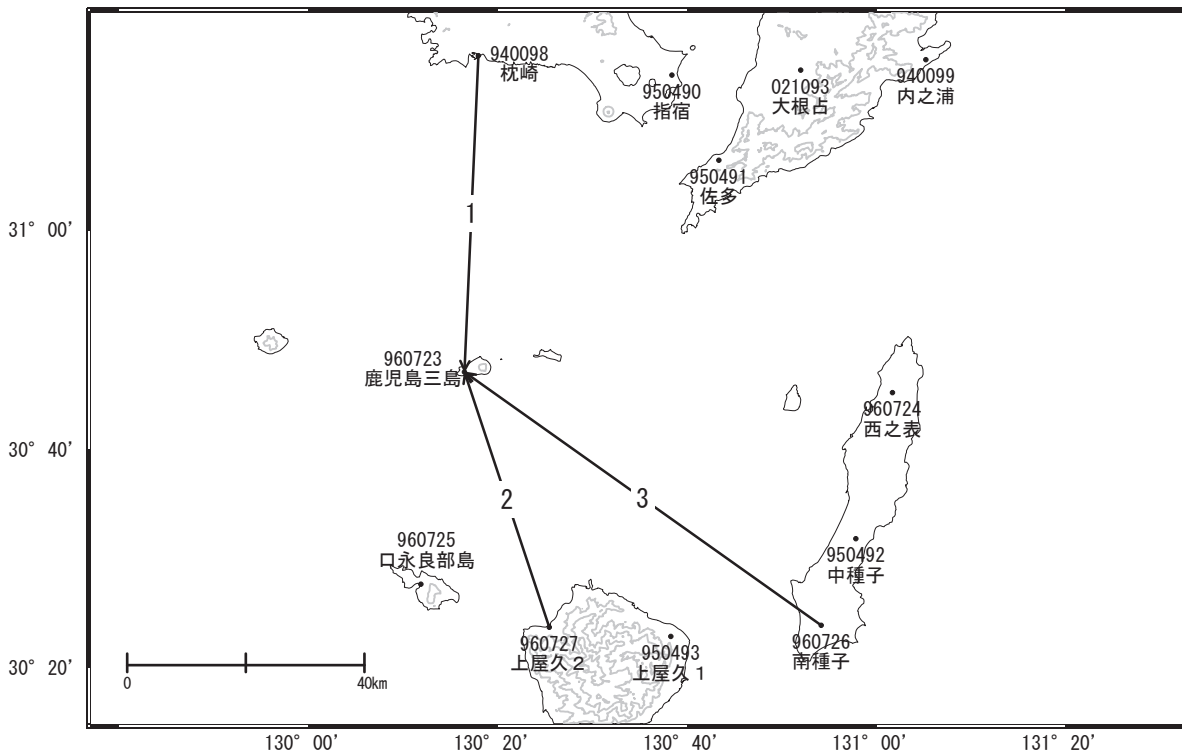 940098
枕崎
950490
指宿
021093
大根占
940099
内之浦
950491
佐多
1
31° 00'
960723
鹿児島三島
960724
西之表
30° 40'
2
3
960725
口永良部島
950492
中種子
960727
上屋久２
950493
上屋久１
960726
南種子
30° 20'
0
40km
130° 00'
130° 20'
130° 40'
131° 00'
131° 20'